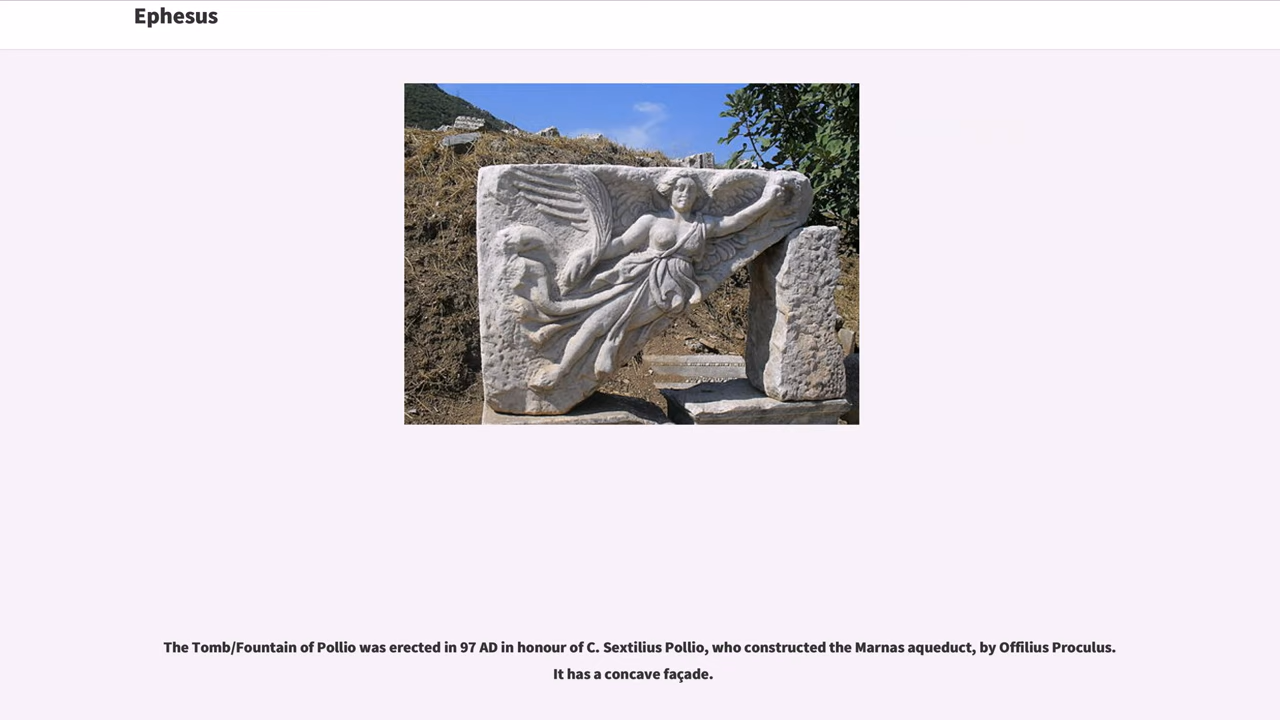 Ephesus
The Tomb/Fountain of Pollio was erected in 97 AD in honour of C. Sextilius Pollio, who constructed the Marnas aqueduct, by Offilius Proculus.
It has a concave façade.